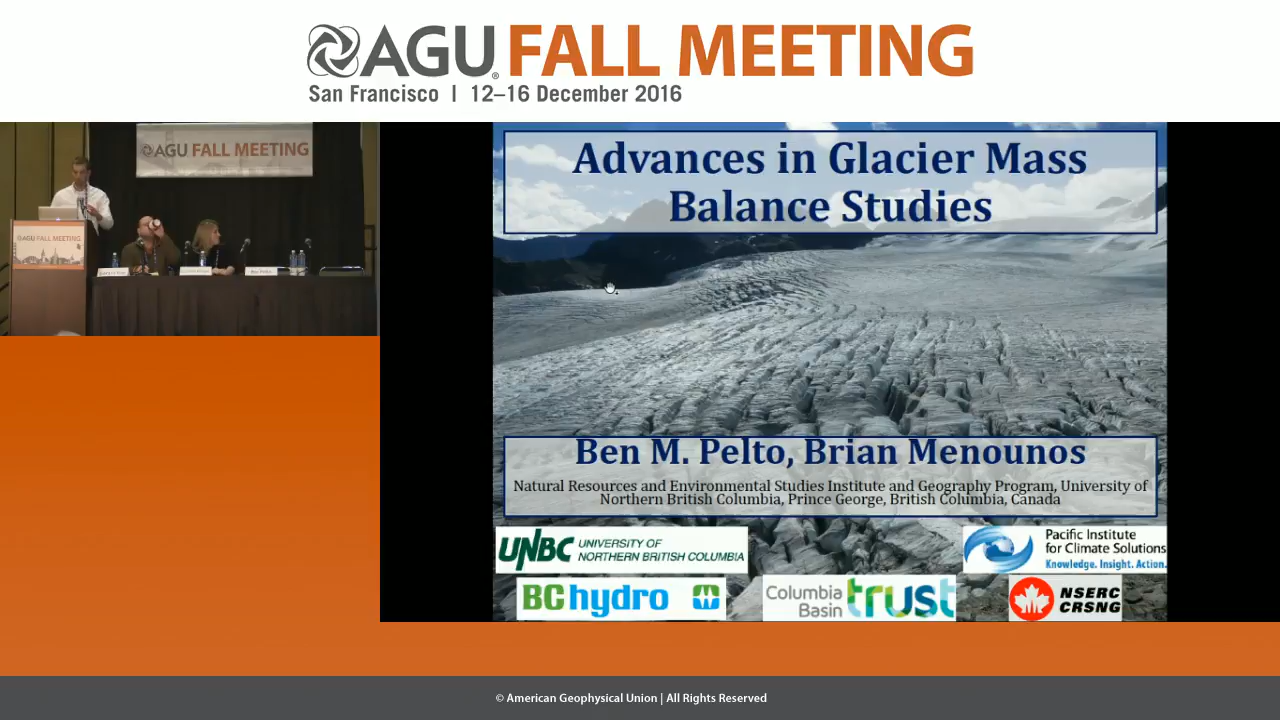 AGU FALL MEETING
San Francisco | 12–16 December 2016
AGU FALL MEETING
AGU FALL MEETING
Advances in Glacier Mass
Balance Studies
Ben M. Pelto, Brian Menounos
Natural Resources and Environmental Studies Institute and Geography Program, University of
Northern British Columbia, Prince George, British Columbia, Canada
UNBC UNIVERSITY OF
NORTHERN BRITISH COLUMBIA
Pacific Institute
for Climate Solutions
Knowledge. Insight. Action.
BC hydro
Columbia
Basin trust
NSERC
CRSNG
© American Geophysical Union | All Rights Reserved